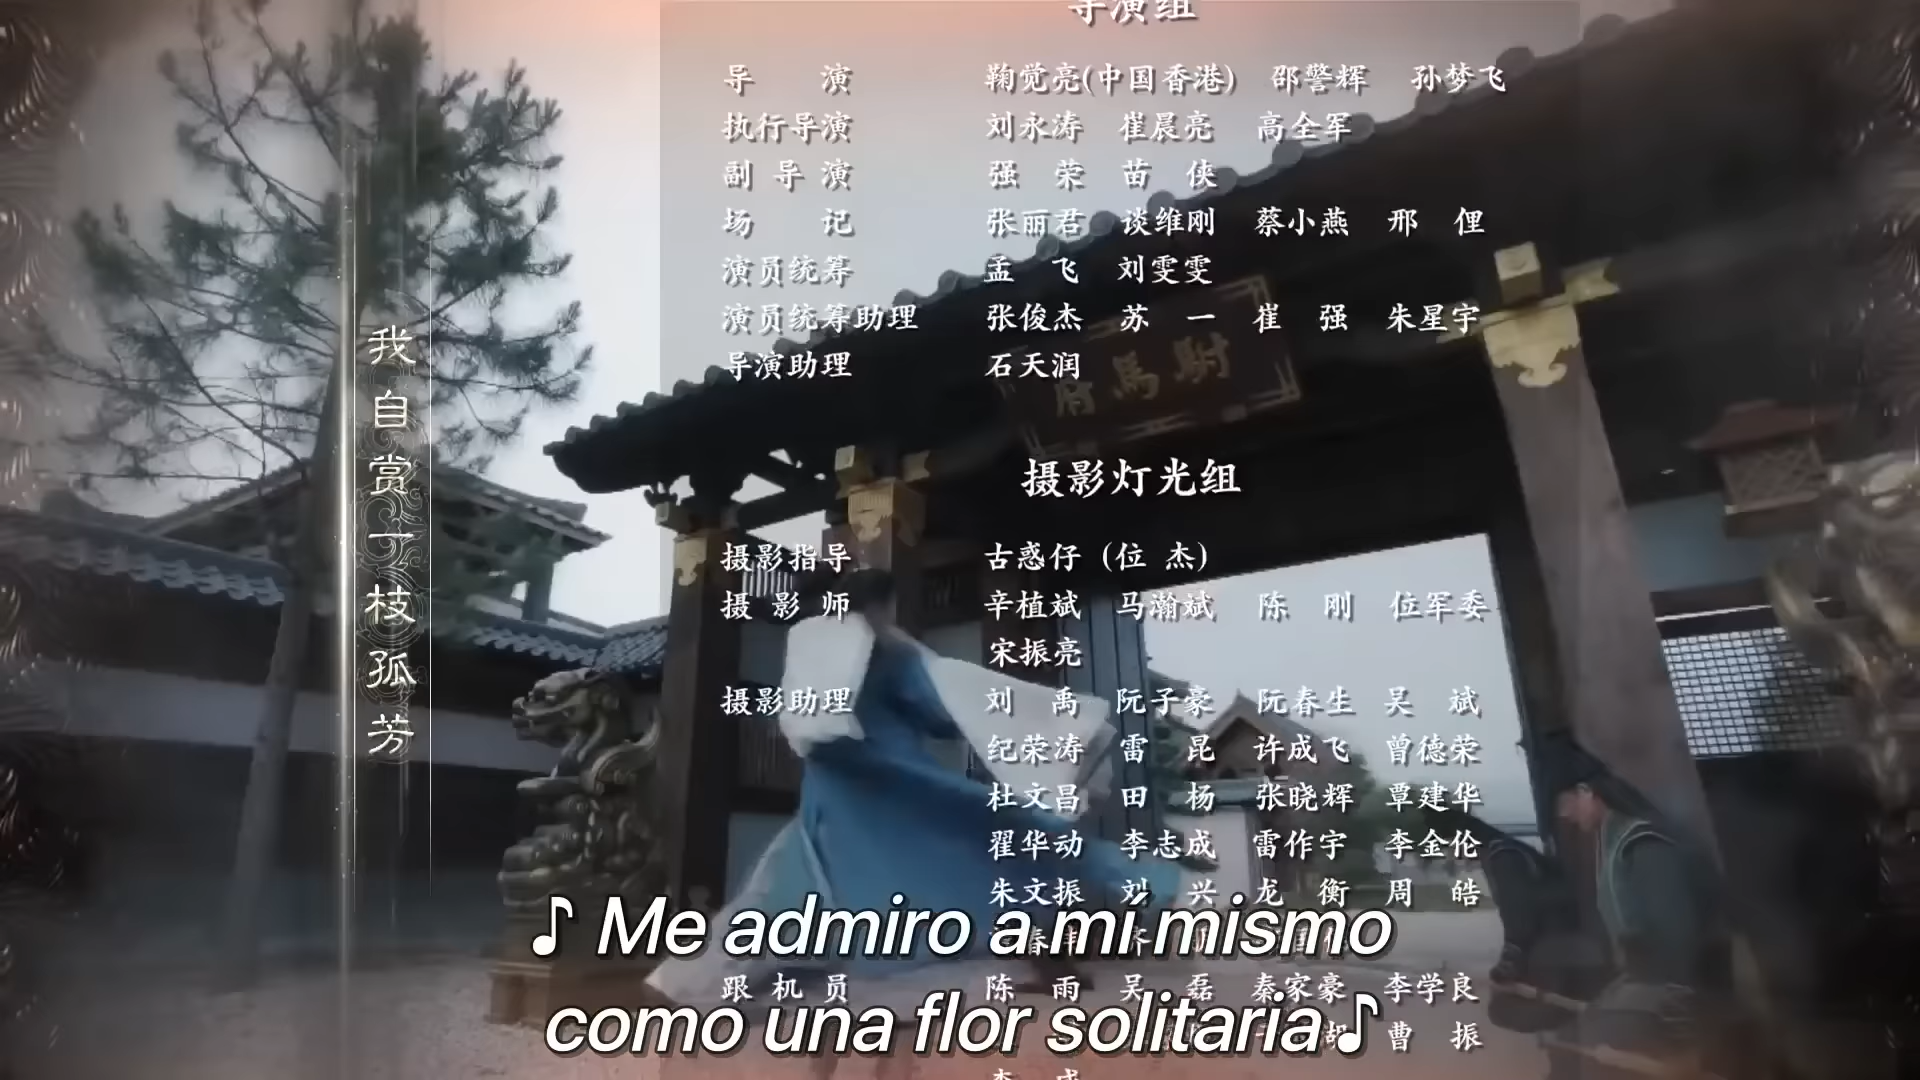 导演组
导 演 鞠觉亮(中国香港) 邵警辉 孙梦飞
执行导演 刘永涛 崔晨亮 高全军
副 导 演 强 荣 苗 侠
场 记 张丽君 谈维刚 蔡小燕 邢 俚
演员统筹 孟 飞 刘雯雯
演员统筹助理 张俊杰 苏 一 崔 强 朱星宇
导演助理 石天润
駙馬府
摄影灯光组
摄影指导 古惑仔 (位 杰)
摄 影 师 辛植斌 马瀚斌 陈 刚 位军委
宋振亮
摄影助理 刘 禹 阮子豪 阮春生 吴 斌
纪荣涛 雷 昆 许成飞 曾德荣
杜文昌 田 杨 张晓辉 覃建华
翟华动 李志成 雷作宇 李金伦
朱文振 刘 兴 龙 衡 周 皓
跟 机 员 陈 雨 吴 磊 秦家豪 李学良
胡 曹 振
我自赏一枝孤芳
♪ Me admiro a mí mismo
como una flor solitaria♪